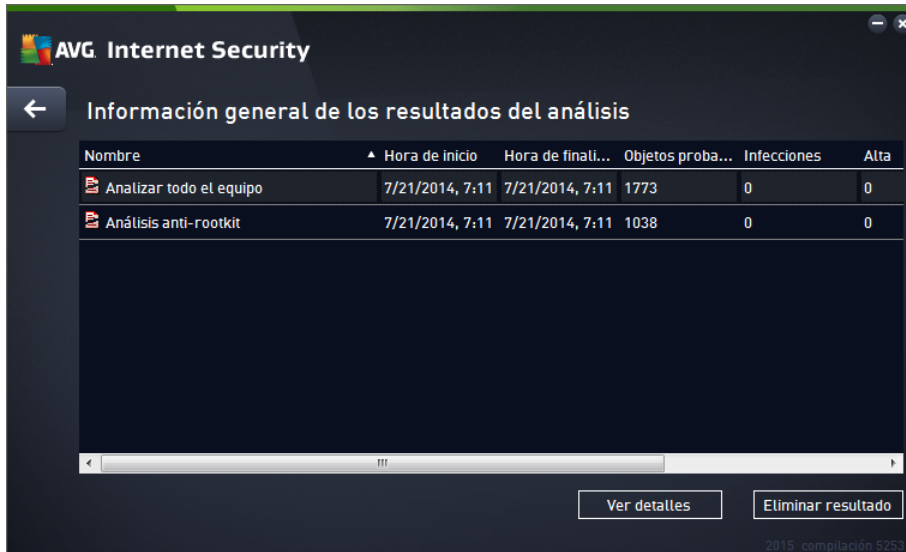 AVG Internet Security
Información general de los resultados del análisis
Nombre Hora de inicio Hora de finali... Objetos proba... Infecciones Alta
Analizar todo el equipo 7/21/2014, 7:11 7/21/2014, 7:11 1773 0 0
Análisis anti-rootkit 7/21/2014, 7:11 7/21/2014, 7:11 1038 0 0
Ver detalles Eliminar resultado
2015 compilación 5253